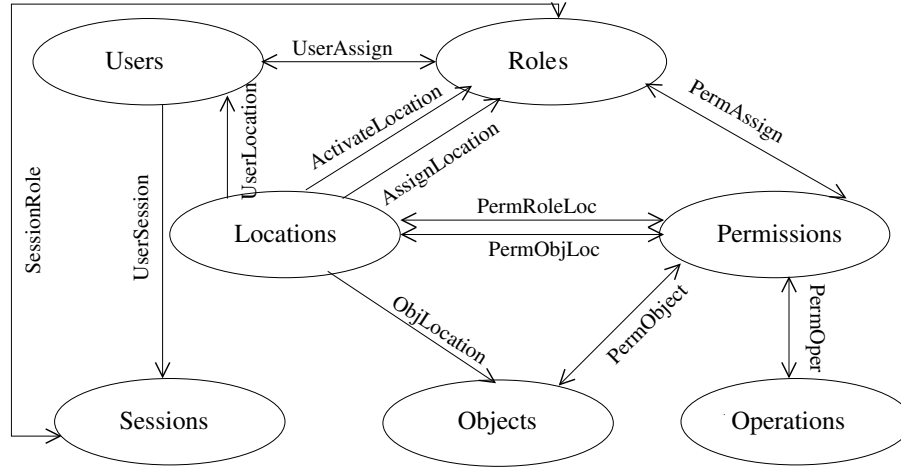 Users
UserAssign
Roles
PermAssign
ActivateLocation
AssignLocation
UserLocation
SessionRole
UserSession
Locations
PermRoleLoc
PermObjLoc
Permissions
ObjLocation
PermObject
PermOper
Sessions
Objects
Operations